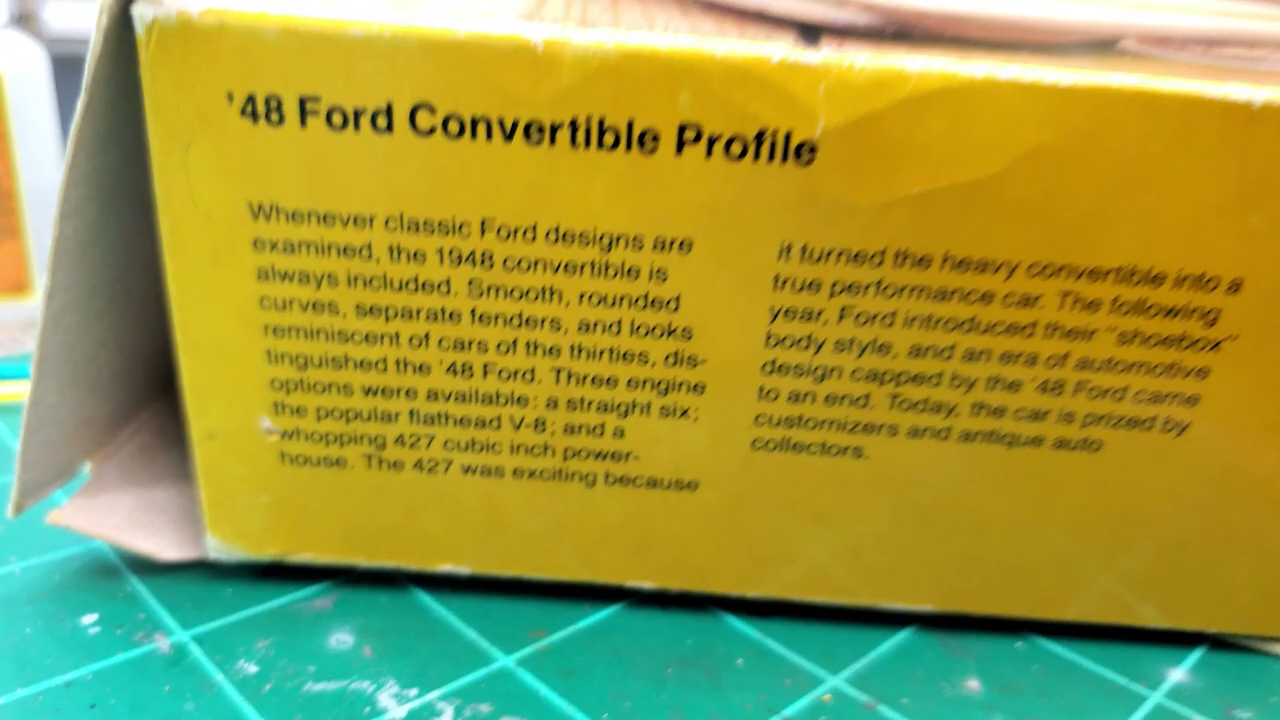 '48 Ford Convertible Profile
Whenever classic Ford designs are
examined, the 1948 convertible is
always included. Smooth, rounded
curves, separate fenders, and looks
reminiscent of cars of the thirties, dis-
tinguished the '48 Ford. Three engine
options were available: a straight six;
the popular flathead V-8; and a
whopping 427 cubic inch power-
house. The 427 was exciting because
it turned the heavy convertible into a
true performance car. The following
year, Ford introduced their "shoebox"
body style, and an era of automotive
design capped by the '48 Ford came
to an end. Today, the car is prized by
customizers and antique auto
collectors.